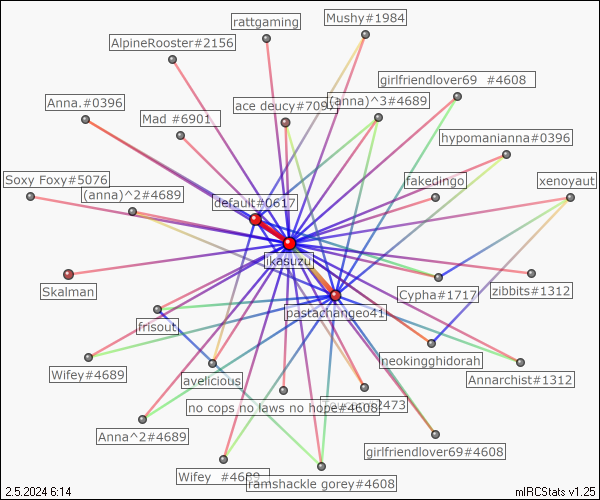 Mushy#1984
rattgaming
AlpineRooster#2156
girlfriendlover69 #4608
Anna.#0396
ace deucy#7097
(anna)^3#4689
Mad #6901
hypomanianna#0396
Soxy Foxy#5076
(anna)^2#4689
fakedingo
xenoyaut
default#0617
ikasuzu
Skalman
Cypha#1717
zibbits#1312
pastachangeo41
frisout
neokingghidorah
Wifey#4689
avelicious
Annarchist#1312
no cops no laws no hope#4608
2473
Anna^2#4689
girlfriendlover69#4608
Wifey #4689
ramshackle gorey#4608
2.5.2024 6:14
mIRCStats v1.25